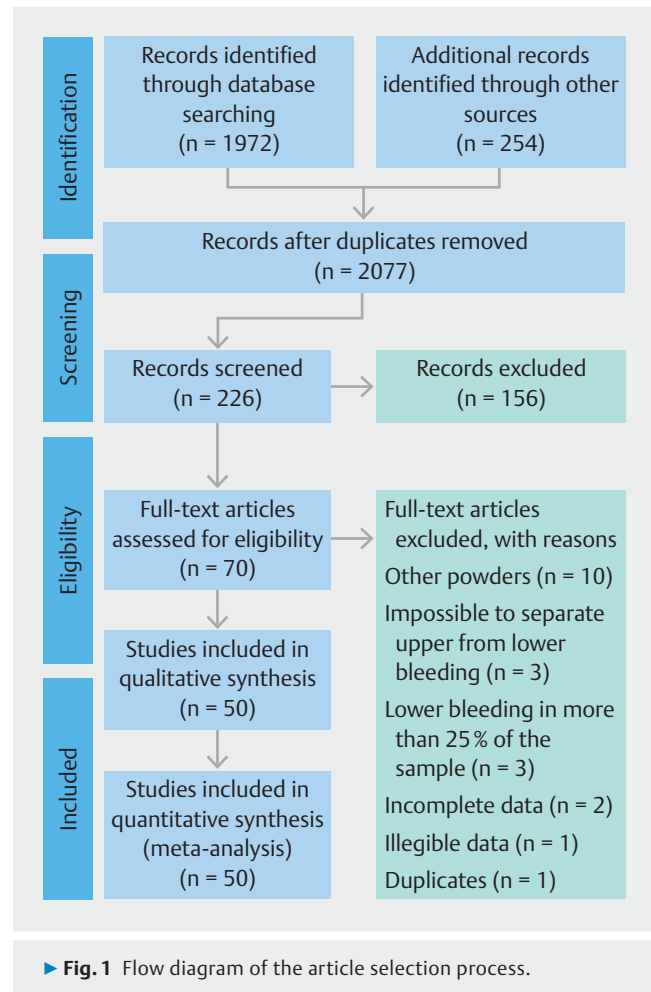 Identification
Records identified
through database
searching
(n = 1972)
Additional records
identified through other
sources
(n = 254)
Records after duplicates removed
(n = 2077)
Screening
Records screened
(n = 226)
Records excluded
(n = 156)
Eligibility
Full-text articles
assessed for eligibility
(n = 70)
Full-text articles
excluded, with reasons
Other powders (n = 10)
Impossible to separate
upper from lower
bleeding (n = 3)
Lower bleeding in more
than 25 % of the
sample (n = 3)
Incomplete data (n = 2)
Illegible data (n = 1)
Duplicates (n = 1)
Studies included in
qualitative synthesis
(n = 50)
Included
Studies included in
quantitative synthesis
(meta-analysis)
(n = 50)
▶ Fig. 1 Flow diagram of the article selection process.